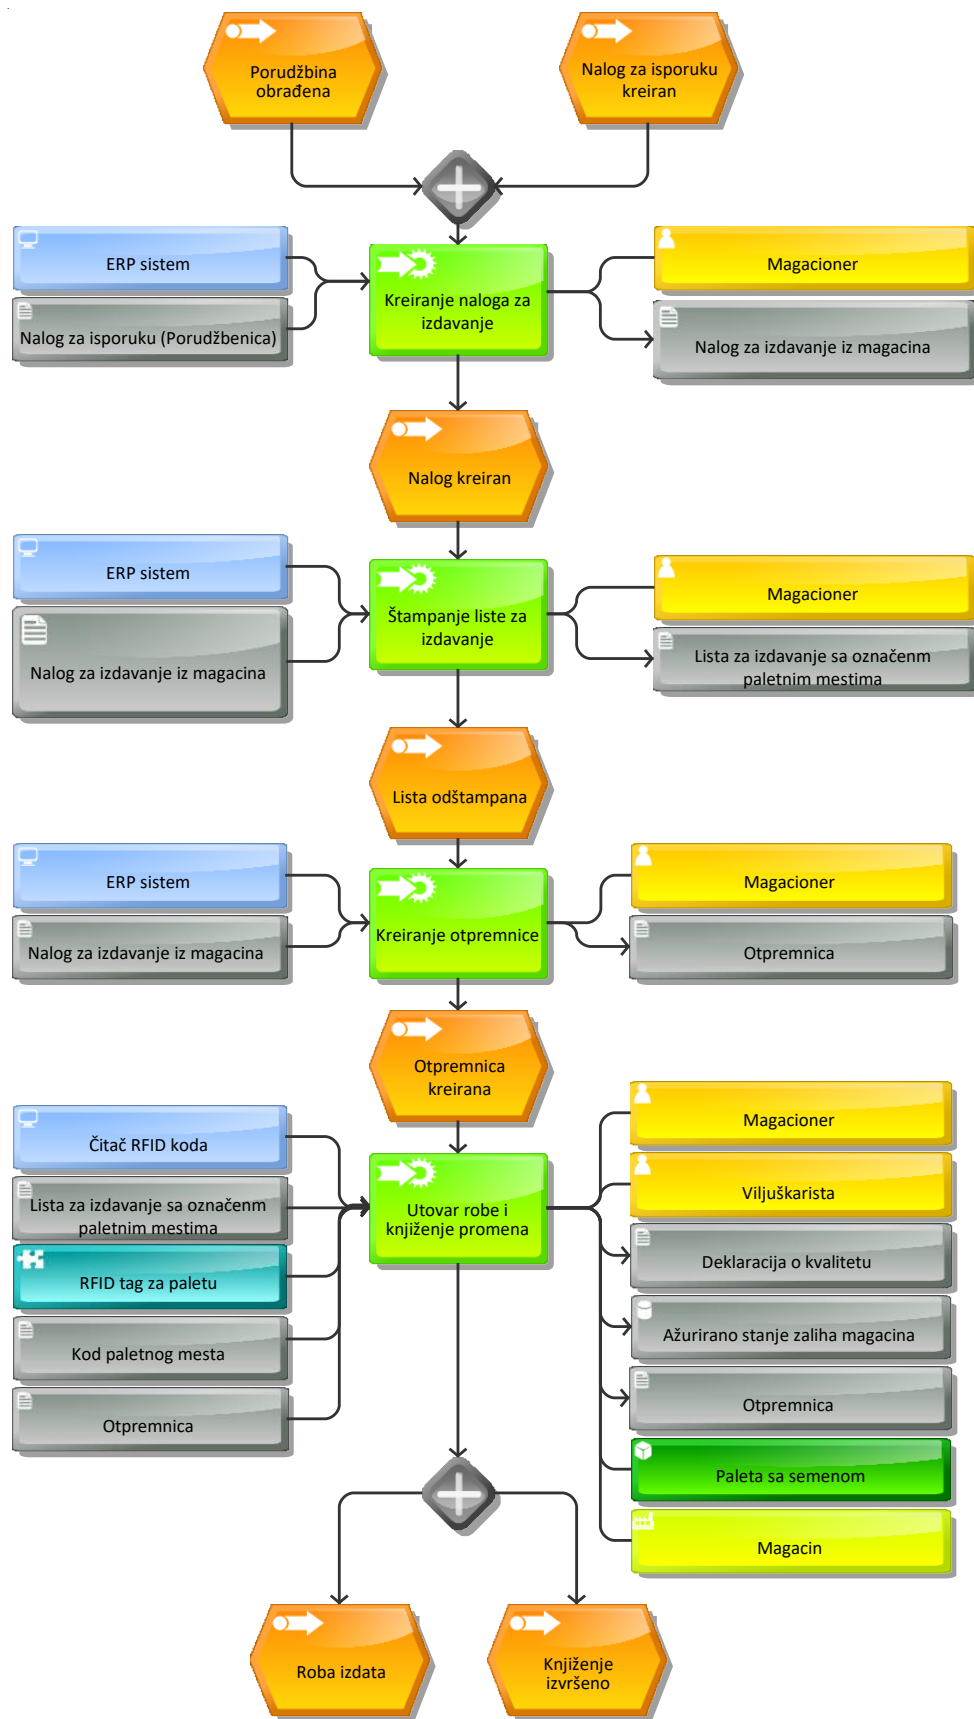 Porudžbina
obrađena
Nalog za isporuku
kreiran
ERP sistem
Nalog za isporuku (Porudžbenica)
Kreiranje naloga za
izdavanje
Magacioner
Nalog za izdavanje iz magacina
Nalog kreiran
ERP sistem
Nalog za izdavanje iz magacina
Štampanje liste za
izdavanje
Magacioner
Lista za izdavanje sa označenm
paletnim mestima
Lista odštampana
ERP sistem
Nalog za izdavanje iz magacina
Kreiranje otpremnice
Magacioner
Otpremnica
Otpremnica
kreirana
Čitač RFID koda
Lista za izdavanje sa označenm
paletnim mestima
RFID tag za paletu
Kod paletnog mesta
Otpremnica
Utovar robe i
knjiženje promena
Magacioner
Viljuškarista
Deklaracija o kvalitetu
Ažurirano stanje zaliha magacina
Otpremnica
Paleta sa semenom
Magacin
Roba izdata
Knjiženje
izvršeno